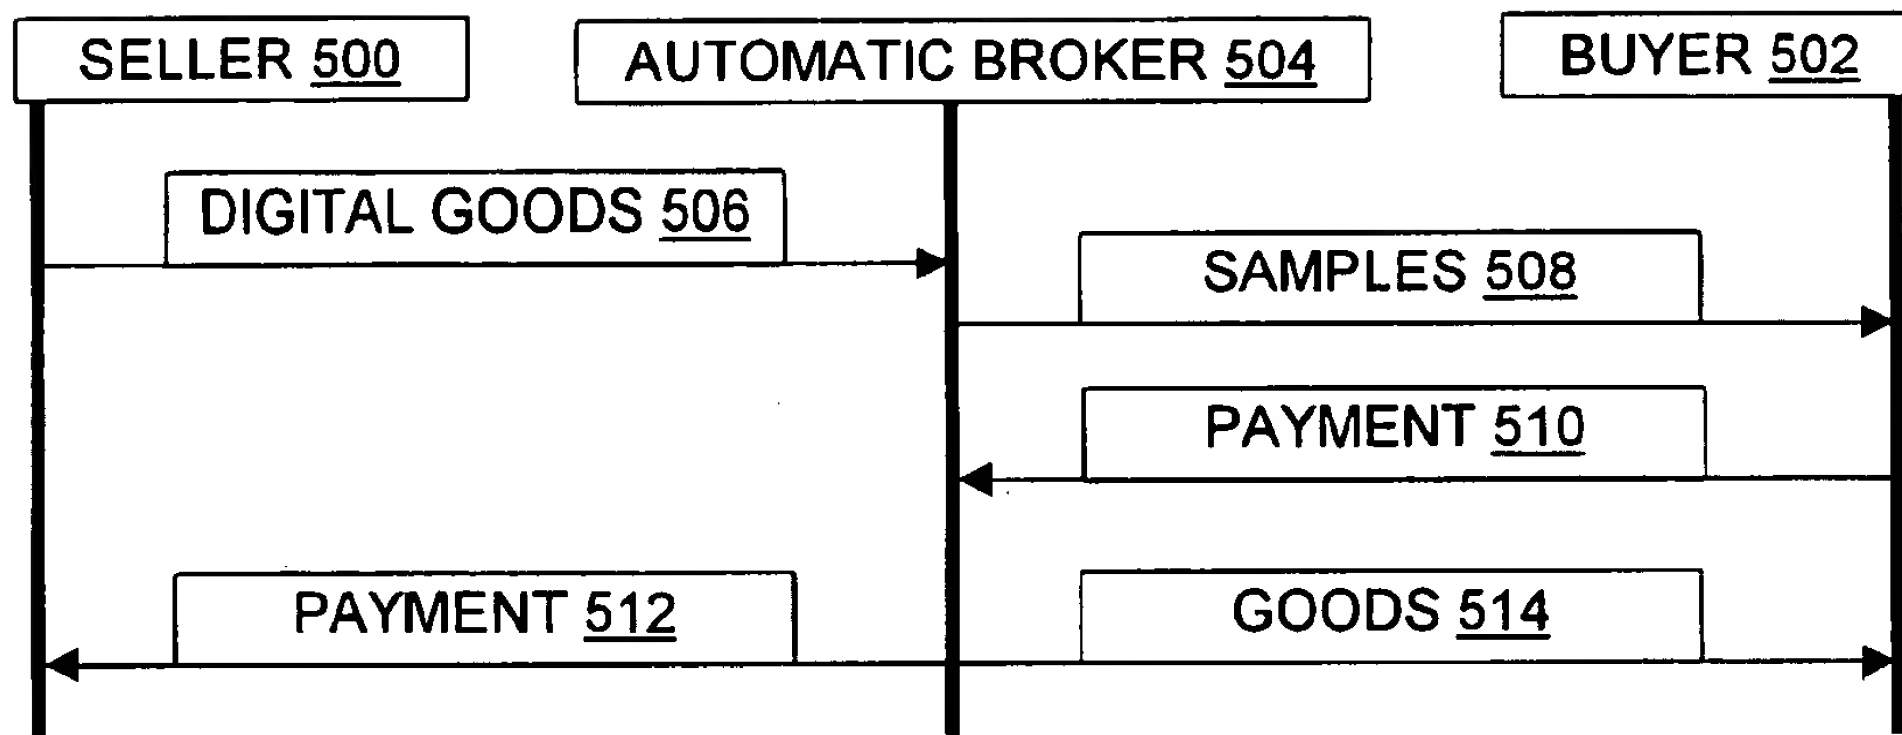 SELLER 500
AUTOMATIC BROKER 504
BUYER 502
DIGITAL GOODS 506
SAMPLES 508
PAYMENT 510
PAYMENT 512
GOODS 514